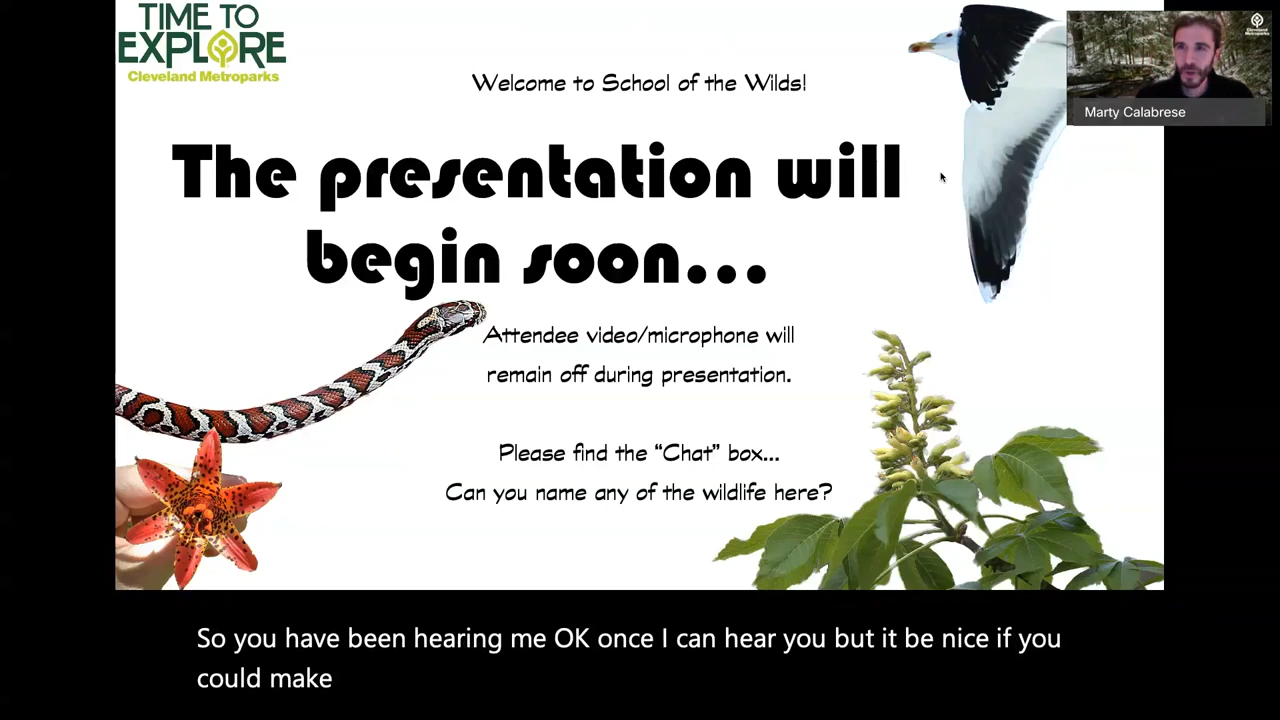 TIME TO
EXPLORE
Cleveland Metroparks
Welcome to School of the Wilds!
Cleveland
Metroparks
Marty Calabrese
The presentation will
begin soon...
Attendee video/microphone will
remain off during presentation.
Please find the “Chat” box...
Can you name any of the wildlife here?
So you have been hearing me OK once I can hear you but it be nice if you
could make